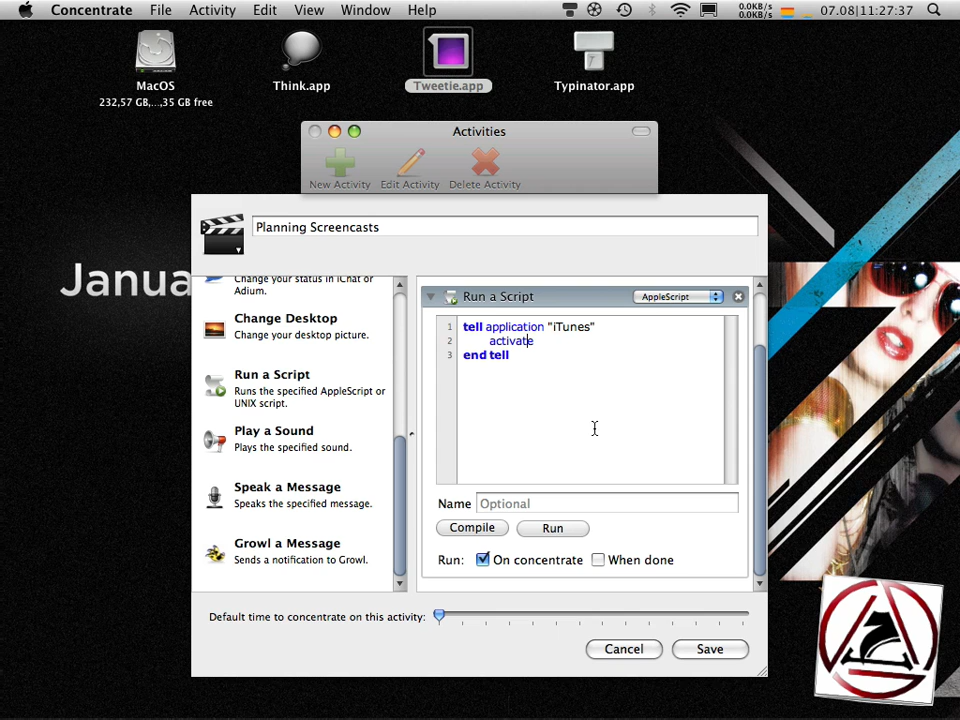 Concentrate File Activity Edit View Window Help 0.0KB/s 0.0KB/s 07.08|11:27:37
MacOS
232,57 GB,...,35 GB free
Think.app
Tweetie.app
Typinator.app
Activities
New Activity Edit Activity Delete Activity
Planning Screencasts
Janua
Change your status in iChat or
Adium.
Change Desktop
Change your desktop picture.
Run a Script
Runs the specified AppleScript or
UNIX script.
Play a Sound
Plays the specified sound.
Speak a Message
Speaks the specified message.
Growl a Message
Sends a notification to Growl.
Run a Script AppleScript
1 tell application "iTunes"
2 activate
3 end tell
Name Optional
Compile Run
Run: On concentrate When done
Default time to concentrate on this activity:
Cancel Save